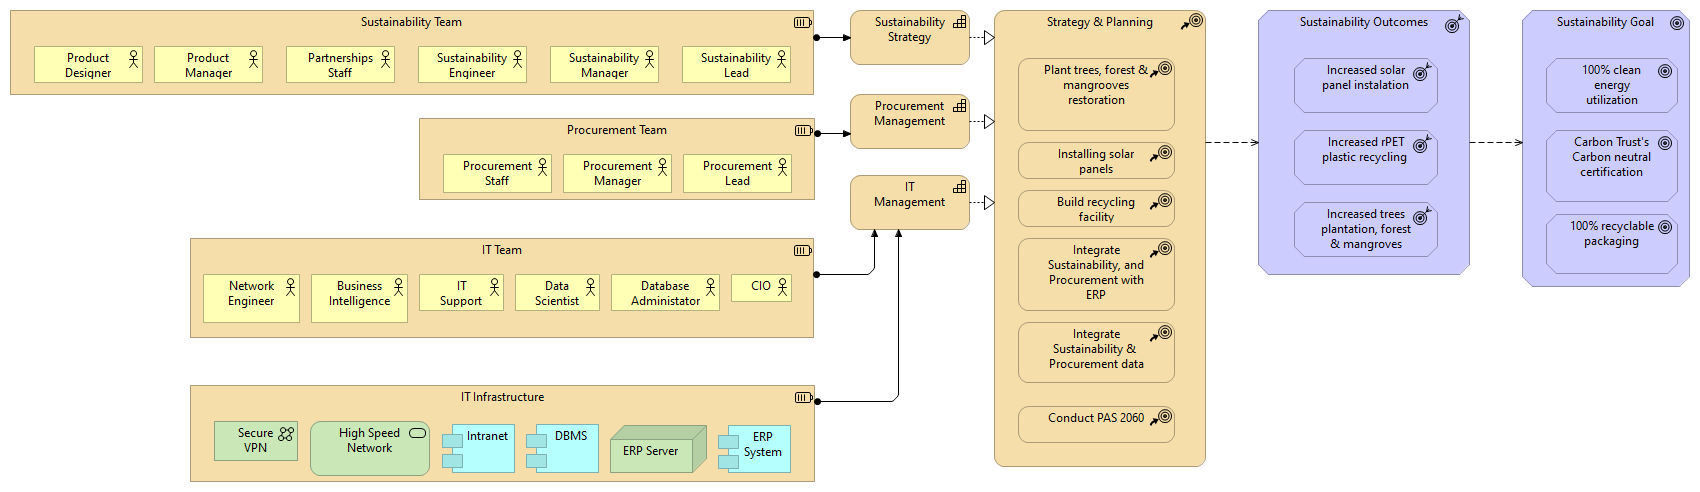 Sustainability Team
Product
Designer
Product
Manager
Partnerships
Staff
Sustainability
Engineer
Sustainability
Manager
Sustainability
Lead
Procurement Team
Procurement
Staff
Procurement
Manager
Procurement
Lead
IT Team
Network
Engineer
Business
Intelligence
IT
Support
Data
Scientist
Database
Administator
CIO
IT Infrastructure
Secure
VPN
High Speed
Network
Intranet
DBMS
ERP Server
ERP
System
Sustainability
Strategy
Procurement
Management
IT
Management
Strategy & Planning
Plant trees, forest &
mangrooves
restoration
Installing solar
panels
Build recycling
facility
Integrate
Sustainability, and
Procurement with
ERP
Integrate
Sustainability &
Procurement data
Conduct PAS 2060
Sustainability Outcomes
Increased solar
panel instalation
Increased rPET
plastic recycling
Increased trees
plantation, forest
& mangroves
Sustainability Goal
100% clean
energy
utilization
Carbon Trust's
Carbon neutral
certification
100% recyclable
packaging